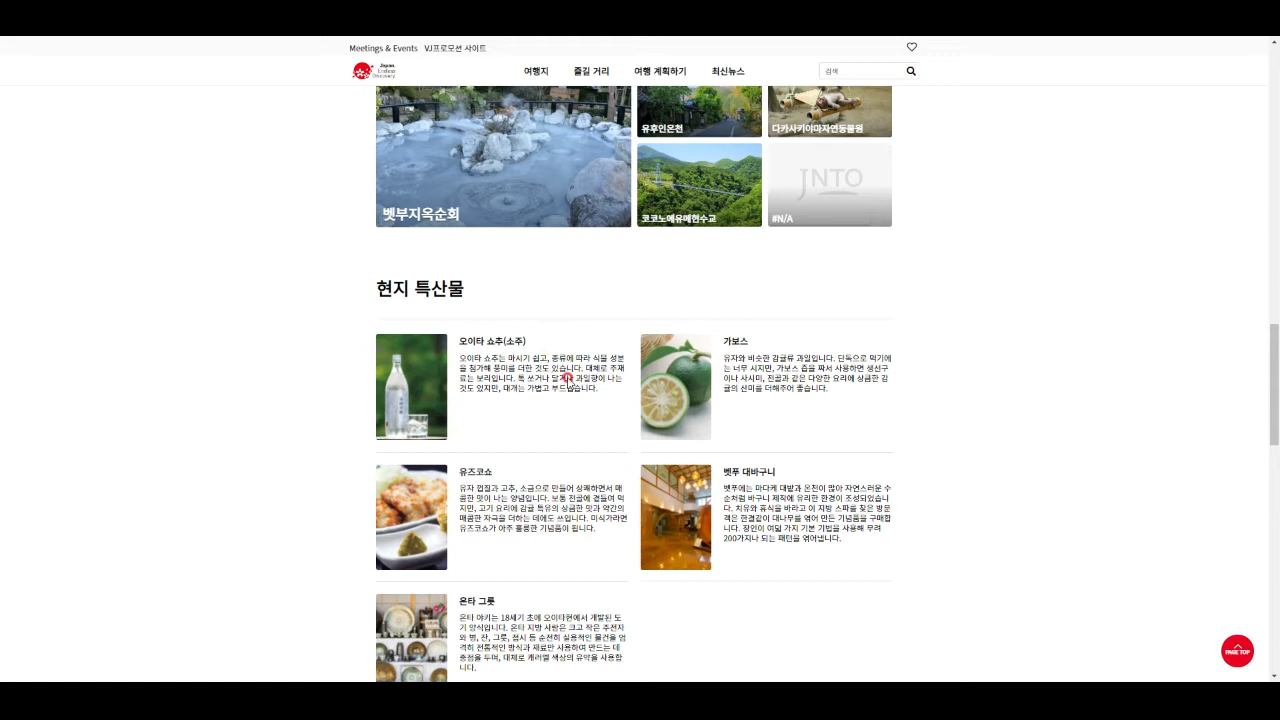 Meetings & Events VJ프로모션 사이트
Japan.
Endless
Discovery.
여행지 즐길 거리 여행 계획하기 최신뉴스 검색
유후인온천 다카사키야마자연동물원
JNTO
벳부지옥순회 코코노에유메현수교 #N/A
현지 특산물
오이타 쇼추(소주)
오이타 쇼추는 마시기 쉽고, 종류에 따라 식물 성분
을 첨가해 풍미를 더한 것도 있습니다. 대체로 주재
료는 보리입니다. 톡 쏘거나 과일향이 나는
것도 있지만, 대개는 가볍고 부드럽습니다.
가보스
유자와 비슷한 감귤류 과일입니다. 단독으로 먹기에
는 너무 시지만, 가보스 즙을 짜서 사용하면 생선구
이나 사시미, 전골과 같은 다양한 요리에 상큼한 감
귤의 신미를 더해주어 좋습니다.
유즈코쇼
유자 껍질과 고추, 소금으로 만들어 상쾌하면서 매
콤한 맛이 나는 양념입니다. 보통 전골에 곁들여 먹
지만, 고기 요리에 감귤 특유의 상큼한 맛과 약간의
매콤한 자극을 더하는 데에도 쓰입니다. 미식가라면
유즈코쇼가 아주 훌륭한 기념품이 됩니다.
벳푸 대바구니
벳푸에는 마다케 대밭과 온천이 많아 자연스러운 수
순처럼 바구니 제작에 유리한 환경이 조성되었습니
다. 치유와 휴식을 바라고 이 지방 스파를 찾은 방문
객은 한결같이 대나무를 엮어 만든 기념품을 구매합
니다. 장인이 여덟 가지 기본 기법을 사용해 무려
200가지나 되는 패턴을 엮어냅니다.
온타 그릇
온타 야키는 18세기 초에 오이타현에서 개발된 도
기 양식입니다. 온타 지방 사람은 크고 작은 주전자
와 병, 잔, 그릇, 접시 등 순전히 실용적인 물건을 엄
격히 전통적인 방식과 재료만 사용하여 만드는 데
중점을 두며, 대체로 캐러멜 색상의 유약을 사용합
니다.
PAGE TOP